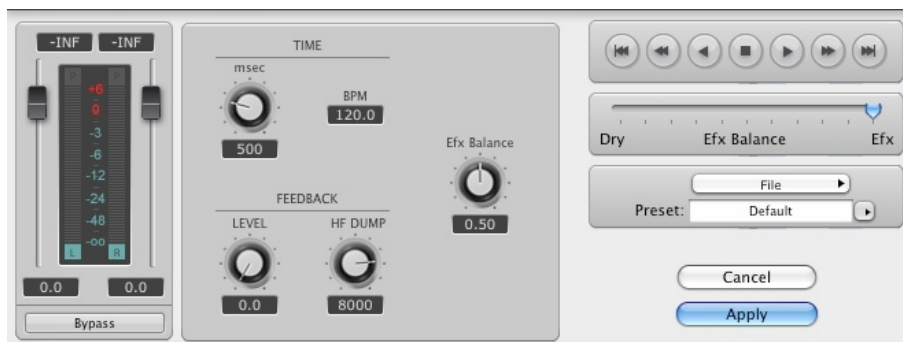 -INF -INF
P P
+6
0
-3
-6
-12
-24
-48
-oo
L R
0.0 0.0
Bypass
TIME
msec
500
BPM
120.0
FEEDBACK
LEVEL
0.0
HF DUMP
8000
Efx Balance
0.50
Dry Efx Balance Efx
File
Preset: Default
Cancel
Apply